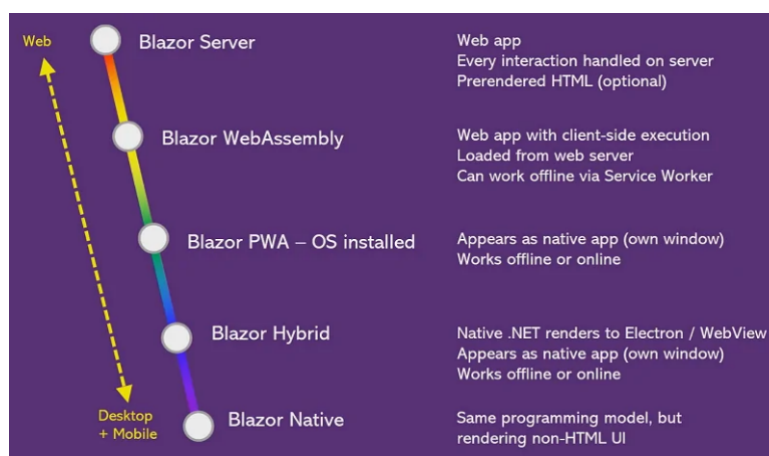 Web
Blazor Server
Web app
Every interaction handled on server
Prerendered HTML (optional)
Blazor WebAssembly
Web app with client-side execution
Loaded from web server
Can work offline via Service Worker
Blazor PWA – OS installed
Appears as native app (own window)
Works offline or online
Blazor Hybrid
Native .NET renders to Electron / WebView
Appears as native app (own window)
Works offline or online
Desktop
+ Mobile
Blazor Native
Same programming model, but
rendering non-HTML UI